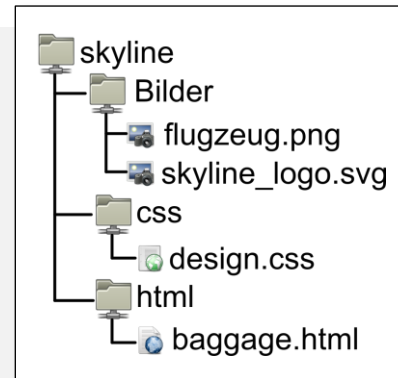 skyline
Bilder
flugzeug.png
skyline_logo.svg
css
design.css
html
baggage.html